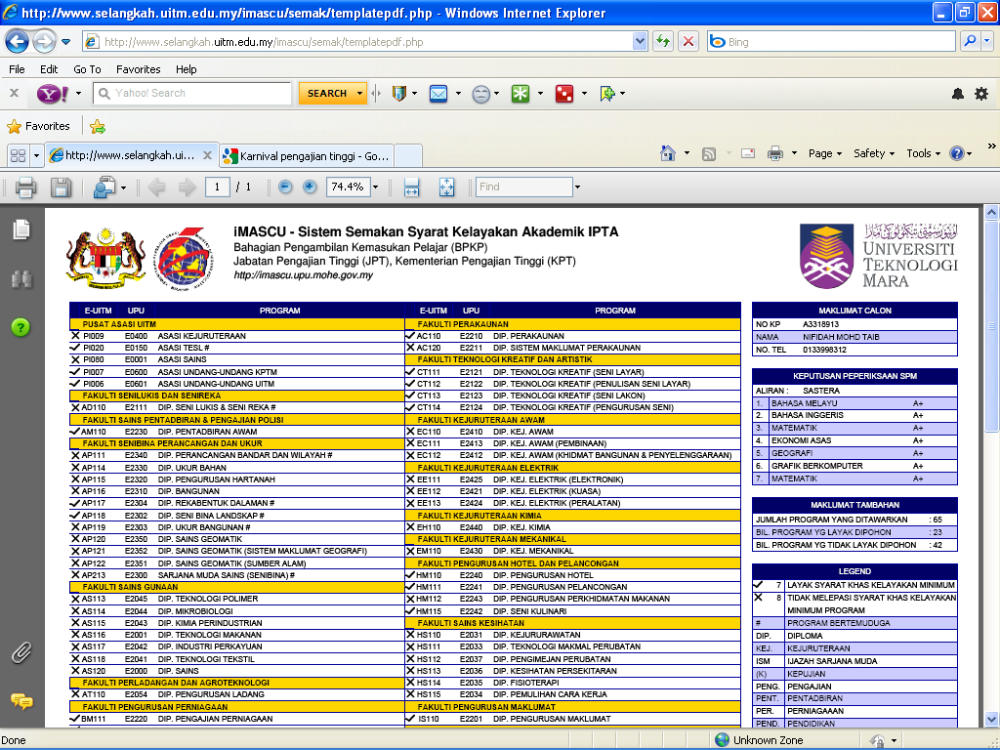 http://www.selangkah.uitm.edu.my/imascu/semak/templatepdf.php - Windows Internet Explorer
http://www.selangkah.uitm.edu.my/imascu/semak/templatepdf.php
Bing
File Edit Go To Favorites Help
Yahoo! Search SEARCH
Favorites
http://www.selangkah.ui... Karnival pengajian tinggi - Go... Page Safety Tools
1 / 1 74.4% Find
iMASCU - Sistem Semakan Syarat Kelayakan Akademik IPTA
Bahagian Pengambilan Kemasukan Pelajar (BPKP)
Jabatan Pengajian Tinggi (JPT), Kementerian Pengajian Tinggi (KPT)
http://imascu.upu.mohe.gov.my
UNIVERSITI
TEKNOLOGI
MARA
E-UITM UPU PROGRAM
PUSAT ASASI UITM
PI009 E0400 ASASI KEJURUTERAAN
PI020 E0150 ASASI TESL #
PI080 E0001 ASASI SAINS
PI007 E0600 ASASI UNDANG-UNDANG KPTM
PI006 E0601 ASASI UNDANG-UNDANG UITM
FAKULTI SENILUKIS DAN SENIREKA
AD110 E2111 DIP. SENI LUKIS & SENI REKA #
FAKULTI SAINS PENTADBIRAN & PENGAJIAN POLISI
AM110 E2230 DIP. PENTADBIRAN AWAM
FAKULTI SENIBINA PERANCANGAN DAN UKUR
AP111 E2340 DIP. PERANCANGAN BANDAR DAN WILAYAH #
AP114 E2330 DIP. UKUR BAHAN
AP115 E2320 DIP. PENGURUSAN HARTANAH
AP116 E2310 DIP. BANGUNAN
AP117 E2304 DIP. REKABENTUK DALAMAN #
AP118 E2302 DIP. SENI BINA LANDSKAP #
AP119 E2303 DIP. UKUR BANGUNAN #
AP120 E2350 DIP. SAINS GEOMATIK
AP121 E2352 DIP. SAINS GEOMATIK (SISTEM MAKLUMAT GEOGRAFI)
AP122 E2351 DIP. SAINS GEOMATIK (SUMBER ALAM)
AP213 E2300 SARJANA MUDA SAINS (SENIBINA) #
FAKULTI SAINS GUNAAN
AS113 E2045 DIP. TEKNOLOGI POLIMER
AS114 E2044 DIP. MIKROBIOLOGI
AS115 E2043 DIP. KIMIA PERINDUSTRIAN
AS116 E2001 DIP. TEKNOLOGI MAKANAN
AS117 E2042 DIP. INDUSTRI PERKAYUAN
AS118 E2041 DIP. TEKNOLOGI TEKSTIL
AS120 E2000 DIP. SAINS
FAKULTI PERLADANGAN DAN AGROTEKNOLOGI
AT110 E2054 DIP. PENGURUSAN LADANG
FAKULTI PENGURUSAN PERNIAGAAN
BM111 E2220 DIP. PENGAJIAN PERNIAGAAN
E-UITM UPU PROGRAM
FAKULTI PERAKAUNAN
AC110 E2210 DIP. PERAKAUNAN
AC120 E2211 DIP. SISTEM MAKLUMAT PERAKAUNAN
FAKULTI TEKNOLOGI KREATIF DAN ARTISTIK
CT111 E2121 DIP. TEKNOLOGI KREATIF (SENI LAYAR)
CT112 E2122 DIP. TEKNOLOGI KREATIF (PENULISAN SENI LAYAR)
CT113 E2123 DIP. TEKNOLOGI KREATIF (SENI LAKON)
CT114 E2124 DIP. TEKNOLOGI KREATIF (PENGURUSAN SENI)
FAKULTI KEJURUTERAAN AWAM
EC110 E2410 DIP. KEJ. AWAM
EC111 E2413 DIP. KEJ. AWAM (PEMBINAAN)
EC112 E2412 DIP. KEJ. AWAM (KHIDMAT BANGUNAN & PENYELENGGARAAN)
FAKULTI KEJURUTERAAN ELEKTRIK
EE111 E2425 DIP. KEJ. ELEKTRIK (ELEKTRONIK)
EE112 E2421 DIP. KEJ. ELEKTRIK (KUASA)
EE113 E2424 DIP. KEJ. ELEKTRIK (PERALATAN)
FAKULTI KEJURUTERAAN KIMIA
EH110 E2440 DIP. KEJ. KIMIA
FAKULTI KEJURUTERAAN MEKANIKAL
EM110 E2430 DIP. KEJ. MEKANIKAL
FAKULTI PENGURUSAN HOTEL DAN PELANCONGAN
HM110 E2240 DIP. PENGURUSAN HOTEL
HM111 E2241 DIP. PENGURUSAN PELANCONGAN
HM112 E2243 DIP. PENGURUSAN PERKHIDMATAN MAKANAN
HM115 E2242 DIP. SENI KULINARI
FAKULTI SAINS KESIHATAN
HS110 E2031 DIP. KEJURURAWATAN
HS111 E2033 DIP. TEKNOLOGI MAKMAL PERUBATAN
HS112 E2037 DIP. PENGIMEJAN PERUBATAN
HS113 E2036 DIP. KESIHATAN PERSEKITARAN
HS114 E2035 DIP. FISIOTERAPI
HS115 E2034 DIP. PEMULIHAN CARA KERJA
FAKULTI PENGURUSAN MAKLUMAT
IS110 E2201 DIP. PENGURUSAN MAKLUMAT
MAKLUMAT CALON
NO KP A3318913
NAMA NIFIDAH MOHD TAIB
NO. TEL 0133998312
KEPUTUSAN PEPERIKSAAN SPM
ALIRAN : SASTERA
1. BAHASA MELAYU A+
2. BAHASA INGGERIS A+
3. MATEMATIK A+
4. EKONOMI ASAS A+
5. GEOGRAFI A+
6. GRAFIK BERKOMPUTER A+
7. MATEMATIK A+
MAKLUMAT TAMBAHAN
JUMLAH PROGRAM YANG DITAWARKAN : 65
BIL. PROGRAM YG LAYAK DIPOHON : 23
BIL. PROGRAM YG TIDAK LAYAK DIPOHON : 42
LEGEND
7 LAYAK SYARAT KHAS KELAYAKAN MINIMUM
8 TIDAK MELEPASI SYARAT KHAS KELAYAKAN
MINIMUM PROGRAM
# PROGRAM BERTEMUDUGA
DIP. DIPLOMA
KEJ. KEJURUTERAAN
ISM IJAZAH SARJANA MUDA
(K) KEPUJIAN
PENG. PENGAJIAN
PENT. PENTADBIRAN
PER. PERNIAGAAN
PEND. PENDIDIKAN
Done Unknown Zone